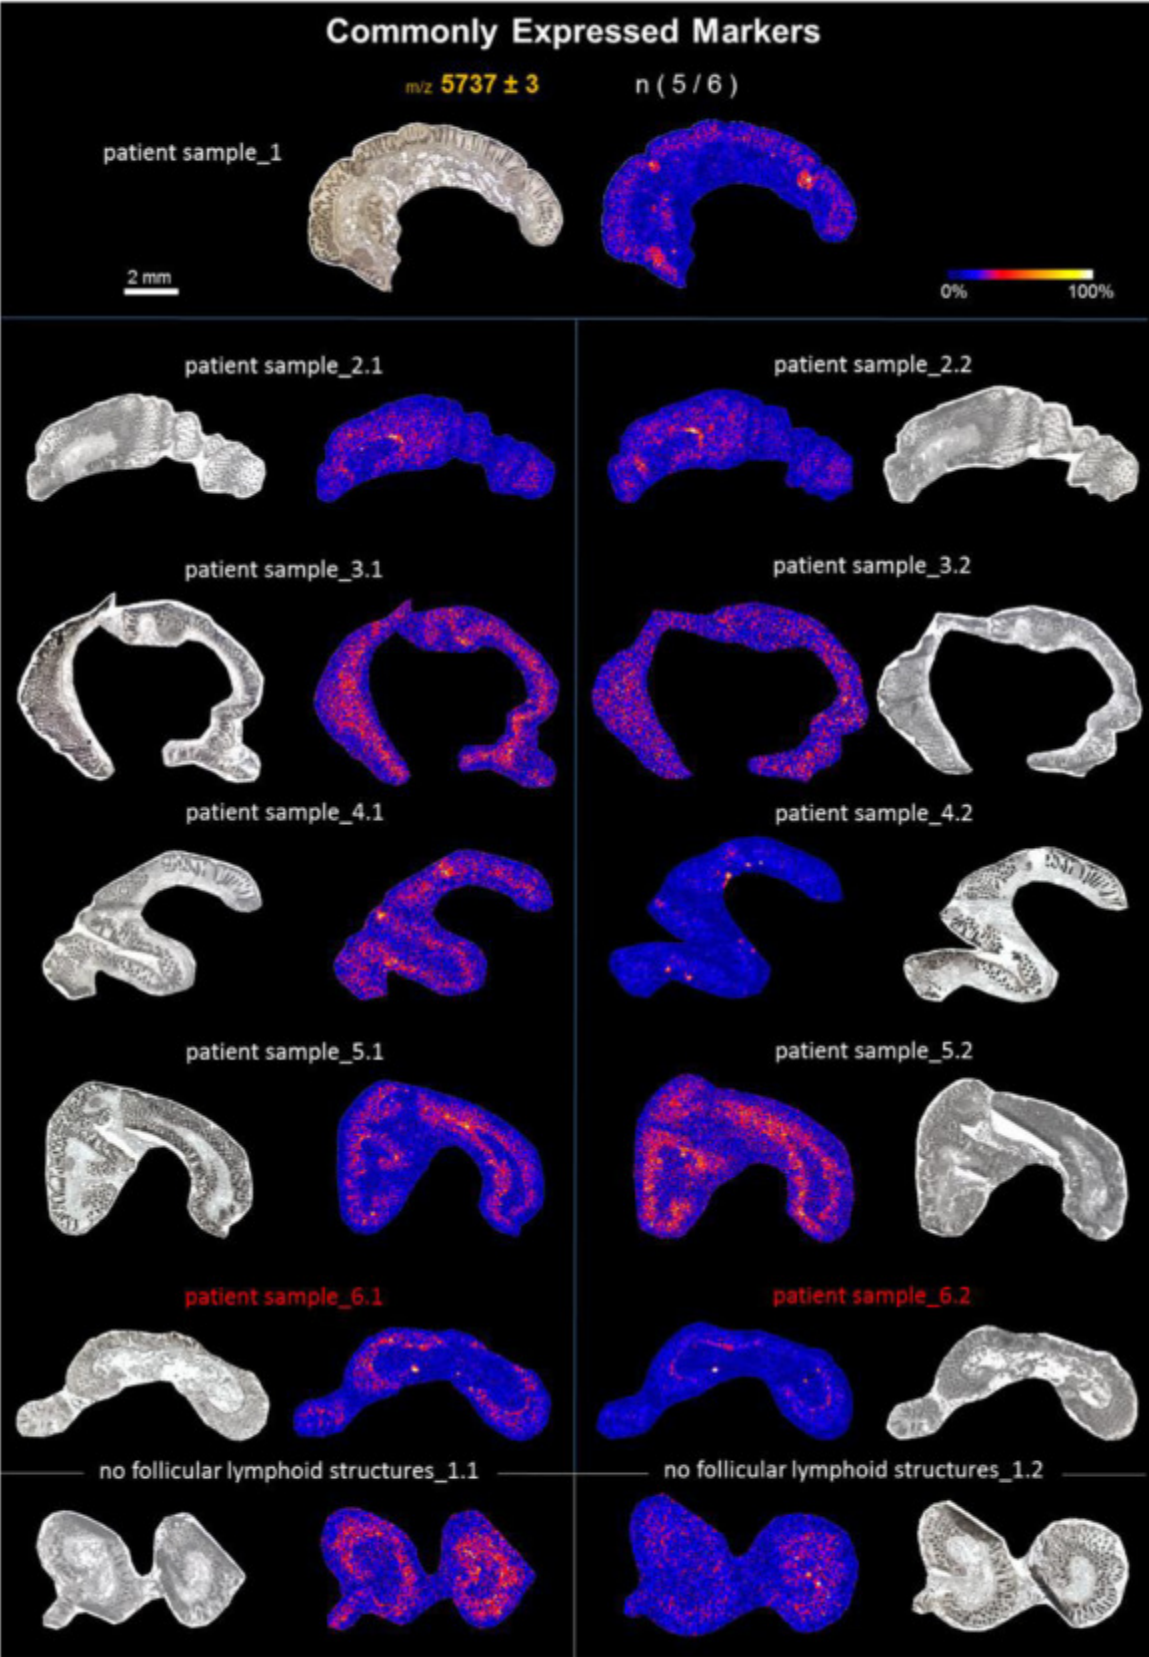 Commonly Expressed Markers
m/z 5737 ± 3 n ( 5 / 6 )
patient sample_1
2 mm
0% 100%
patient sample_2.1 patient sample_2.2
patient sample_3.1 patient sample_3.2
patient sample_4.1 patient sample_4.2
patient sample_5.1 patient sample_5.2
patient sample_6.1 patient sample_6.2
no follicular lymphoid structures_1.1 no follicular lymphoid structures_1.2